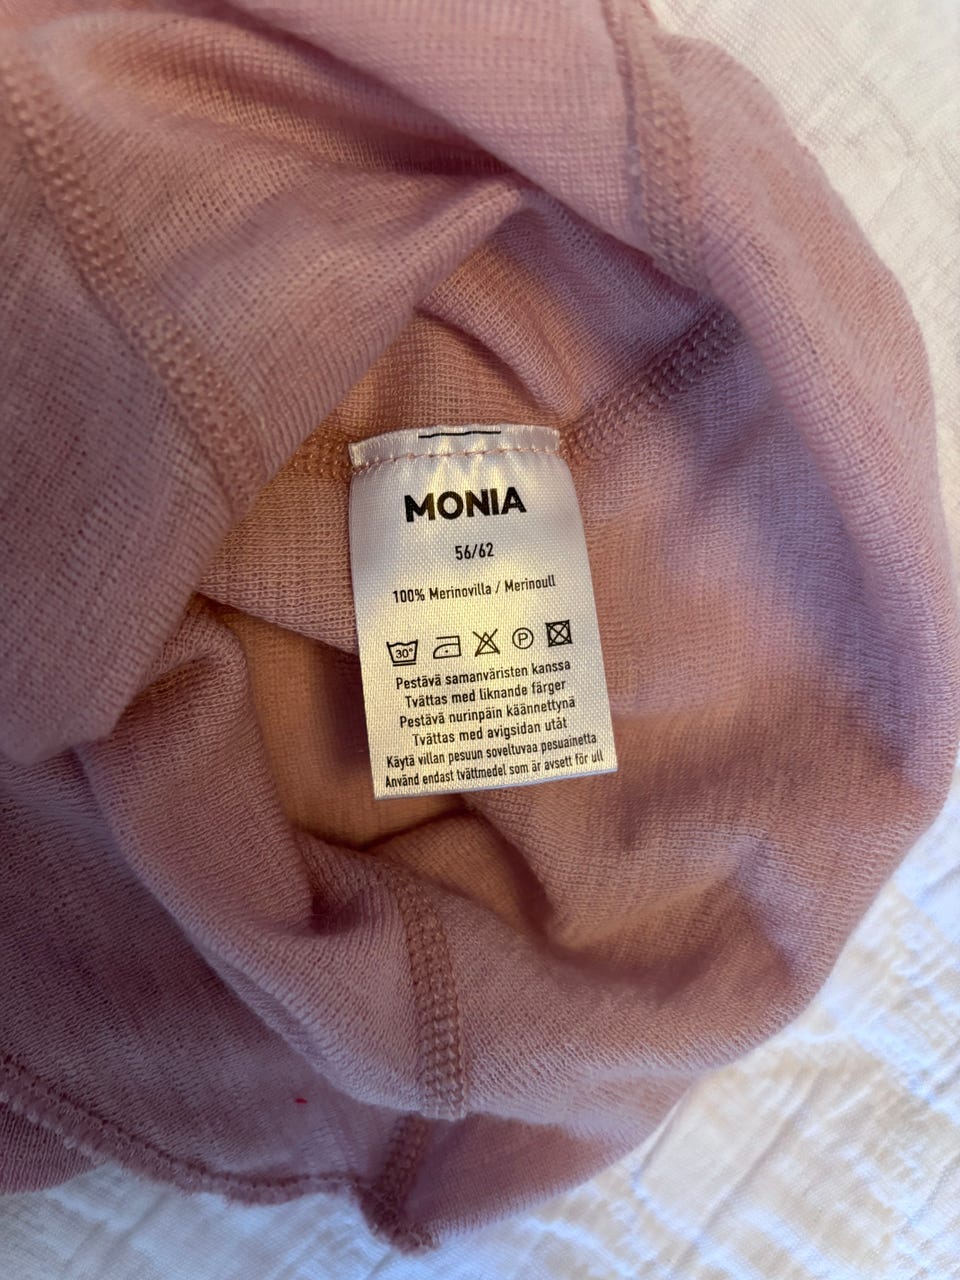 MONIA
56/62
100% Merinovilla / Merinoull
30° P
Pestävä samanväristen kanssa
Tvättas med liknande färger
Pestävä nurinpäin käännettynä
Tvättas med avigsidan utåt
Käytä villan pesuun soveltuvaa pesuainetta
Använd endast tvättmedel som är avsett för ull